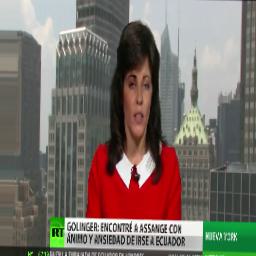 GOLINGER: ENCONTRÉ A ASSANGE CON
ÁNIMO Y ANSIEDAD DE IRSE A ECUADOR
RT
NUEVA YORK